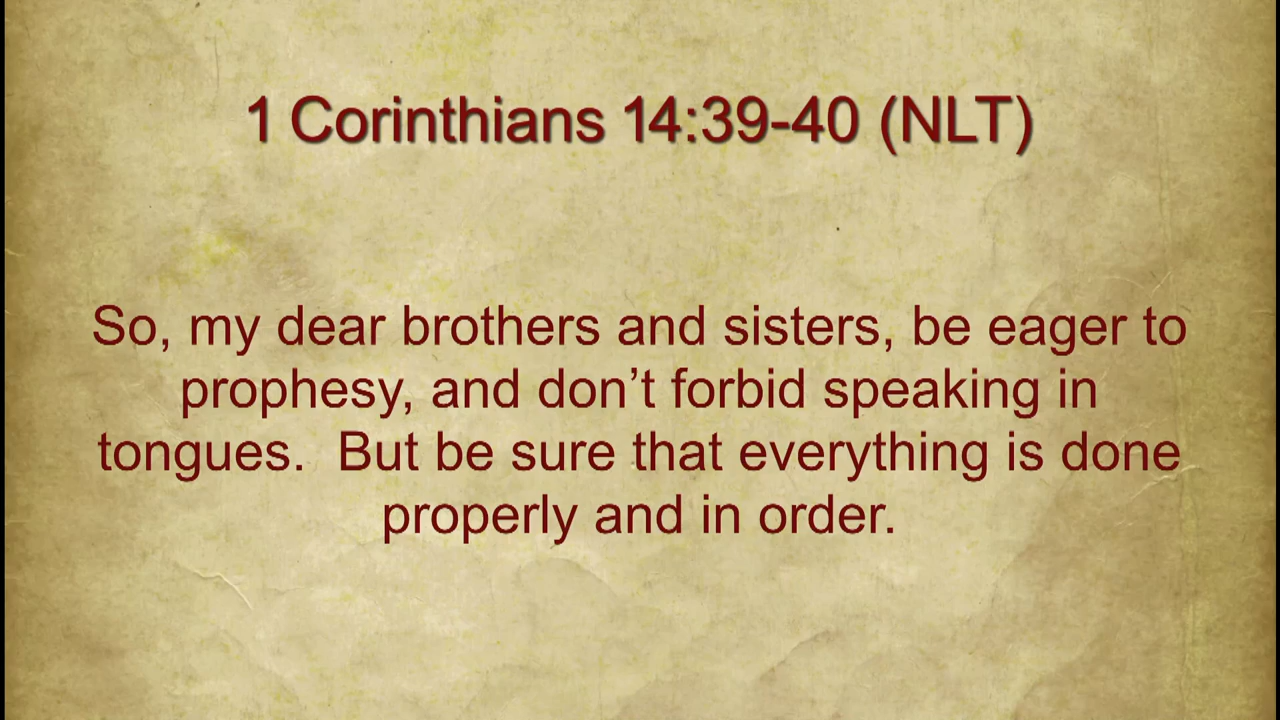 1 Corinthians 14:39-40 (NLT)
So, my dear brothers and sisters, be eager to
prophesy, and don’t forbid speaking in
tongues.  But be sure that everything is done
properly and in order.